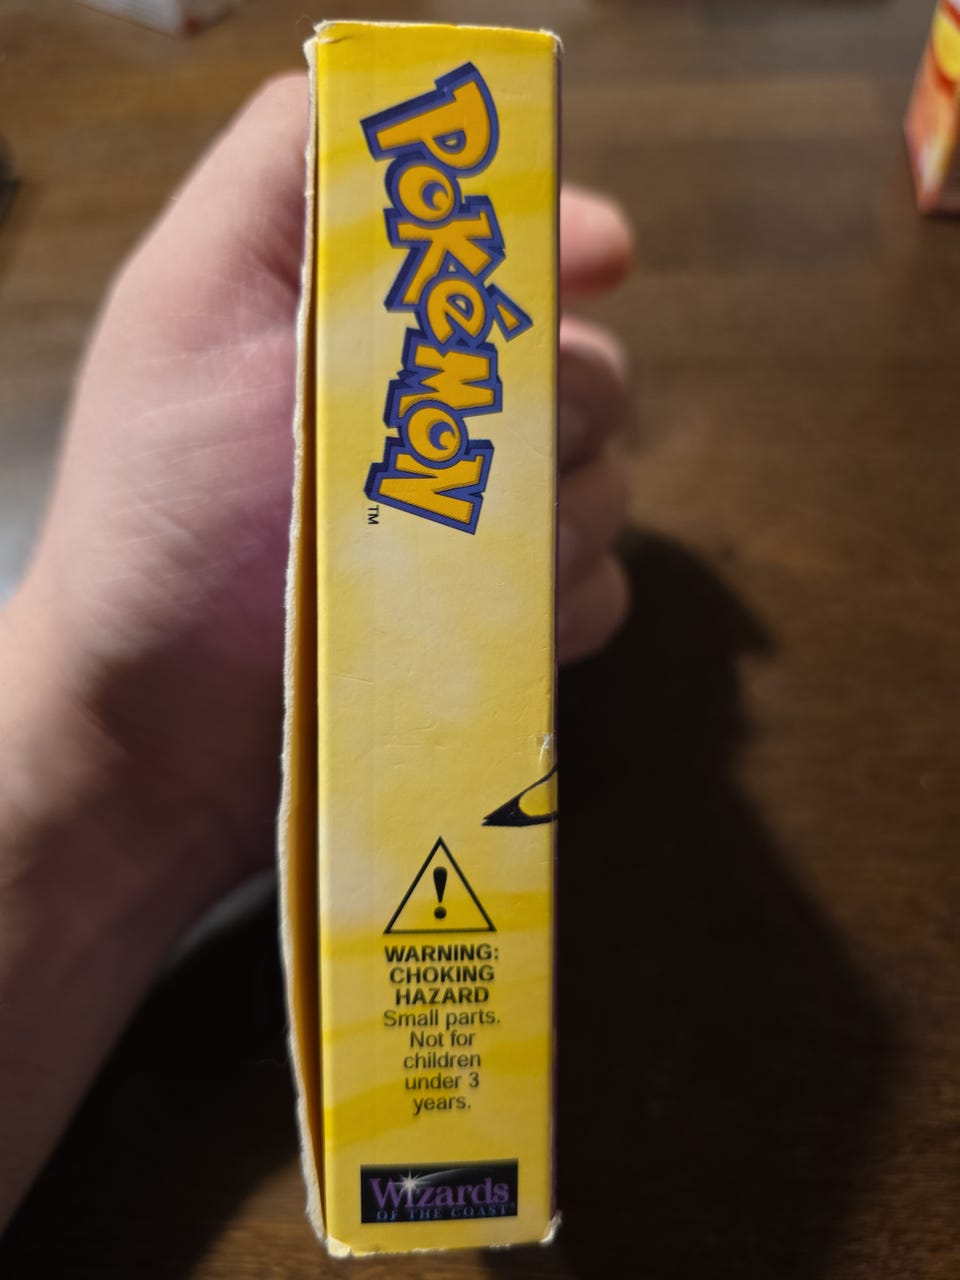 POKéMON
TM
WARNING:
CHOKING
HAZARD
Small parts.
Not for
children
under 3
years.
Wizards
OF THE COAST